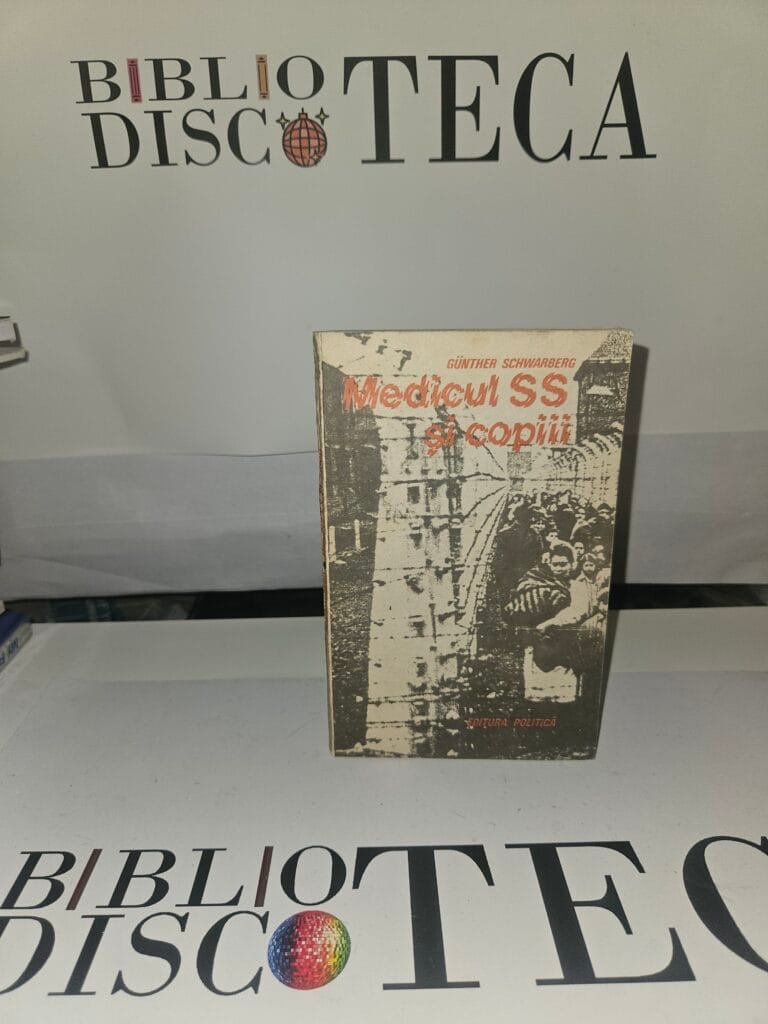 BIBLIO
DISCOTECA
GÜNTHER SCHWARBERG
Medicul SS
și copiii
EDITURA POLITICĂ
BIBLIO
DISCOTEC